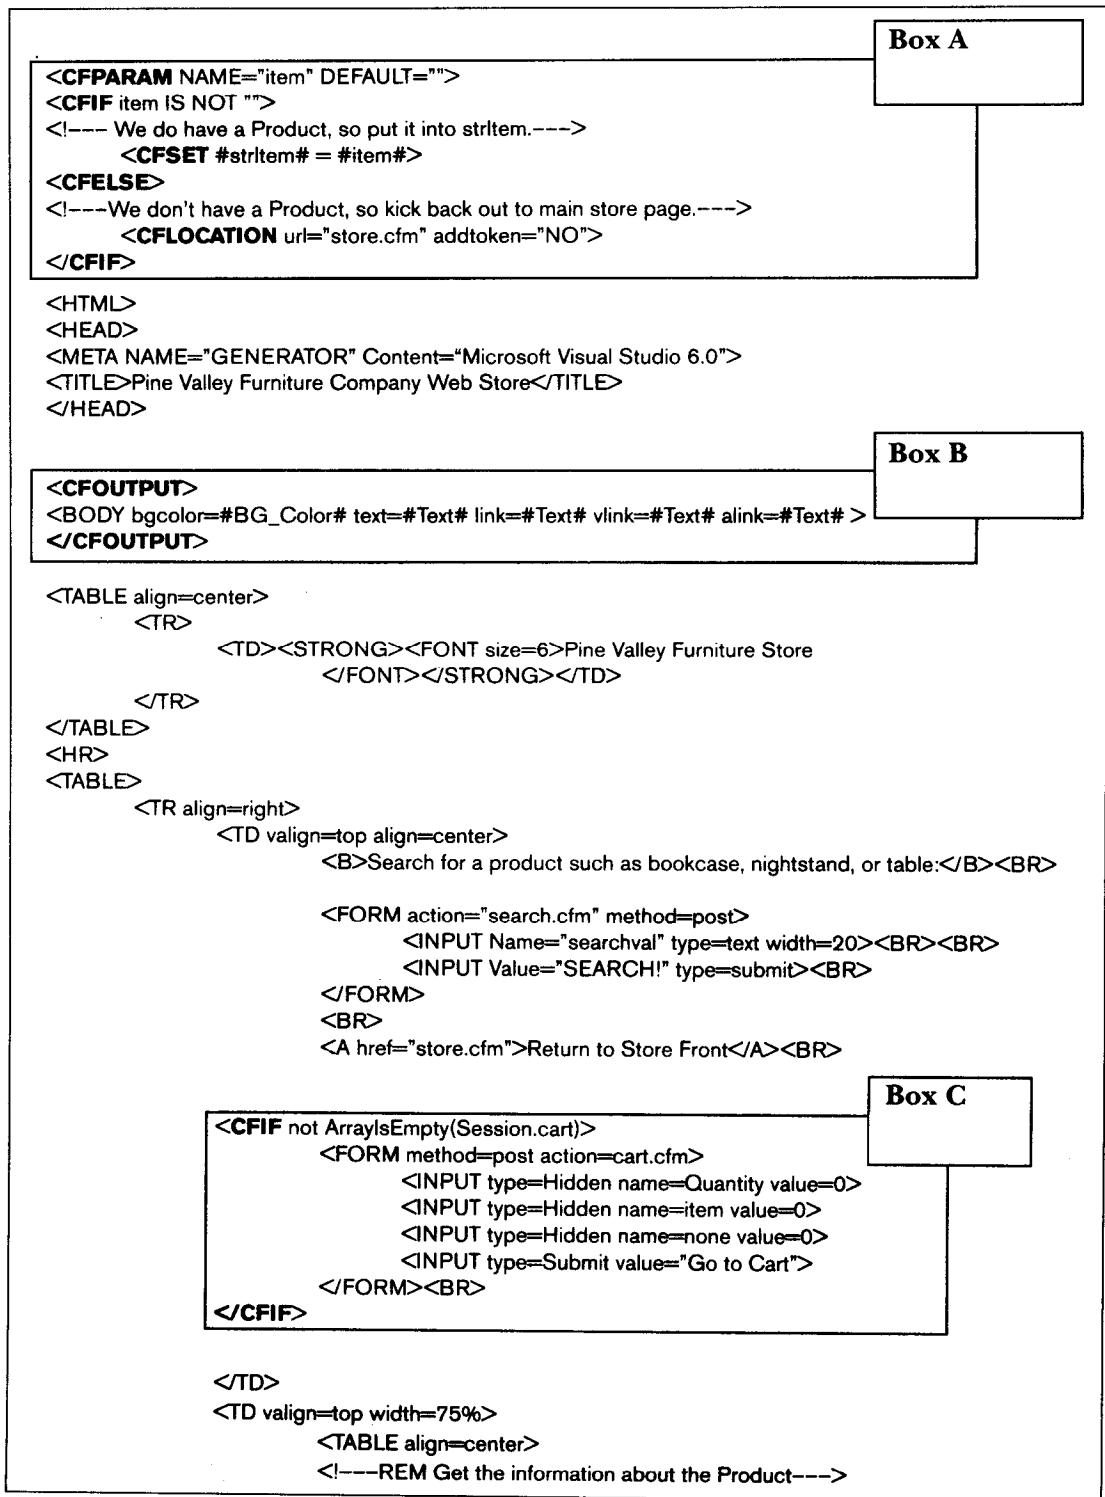 Box A
<CFPARAM NAME="item" DEFAULT="">
<CFIF item IS NOT "">
<!--- We do have a Product, so put it into strItem.---->
<CFSET #strItem# = #item#>
<CFELSE>
<!---We don't have a Product, so kick back out to main store page.---->
<CFLOCATION url="store.cfm" addtoken="NO">
</CFIF>
<HTML>
<HEAD>
<META NAME="GENERATOR" Content="Microsoft Visual Studio 6.0">
<TITLE>Pine Valley Furniture Company Web Store</TITLE>
</HEAD>
Box B
<CFOUTPUT>
<BODY bgcolor=#BG_Color# text=#Text# link=#Text# vlink=#Text# alink=#Text# >
</CFOUTPUT>
<TABLE align=center>
<TR>
<TD><STRONG><FONT size=6>Pine Valley Furniture Store
</FONT></STRONG></TD>
</TR>
</TABLE>
<HR>
<TABLE>
<TR align=right>
<TD valign=top align=center>
<B>Search for a product such as bookcase, nightstand, or table:</B><BR>
<FORM action="search.cfm" method=post>
<INPUT Name="searchval" type=text width=20><BR><BR>
<INPUT Value="SEARCH!" type=submit><BR>
</FORM>
<BR>
<A href="store.cfm">Return to Store Front</A><BR>
Box C
<CFIF not ArrayIsEmpty(Session.cart)>
<FORM method=post action=cart.cfm>
<INPUT type=Hidden name=Quantity value=0>
<INPUT type=Hidden name=item value=0>
<INPUT type=Hidden name=none value=0>
<INPUT type=Submit value="Go to Cart">
</FORM><BR>
</CFIF>
</TD>
<TD valign=top width=75%>
<TABLE align=center>
<!----REM Get the information about the Product---->